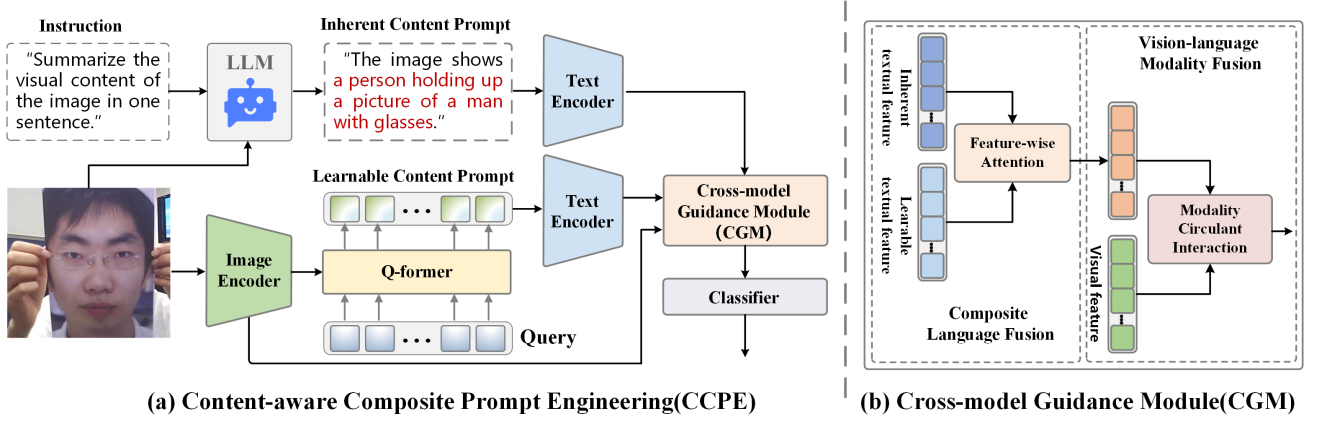 Instruction
"Summarize the
visual content of
the image in one
sentence."
LLM
Inherent Content Prompt
"The image shows
a person holding up
a picture of a man
with glasses."
Text
Encoder
Learnable Content Prompt
Text
Encoder
Image
Encoder
Q-former
Query
Cross-model
Guidance Module
(CGM)
Classifier
(a) Content-aware Composite Prompt Engineering(CCPE)
Inherent
textual feature
Learable
textual feature
Feature-wise
Attention
Composite
Language Fusion
Vision-language
Modality Fusion
Visual feature
Modality
Circulant
Interaction
(b) Cross-model Guidance Module(CGM)